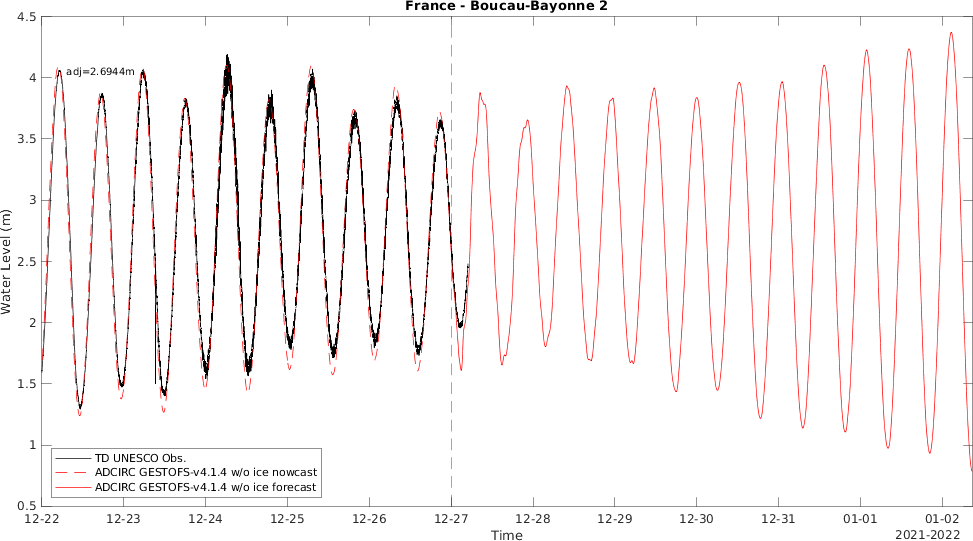 France - Boucau-Bayonne 2
4.5
4
3.5
3
2.5
2
1.5
1
0.5
Water Level (m)
adj=2.6944m
TD UNESCO Obs.
ADCIRC GESTOFS-v4.1.4 w/o ice nowcast
ADCIRC GESTOFS-v4.1.4 w/o ice forecast
12-22 12-23 12-24 12-25 12-26 12-27 12-28 12-29 12-30 12-31 01-01 01-02
Time
2021-2022